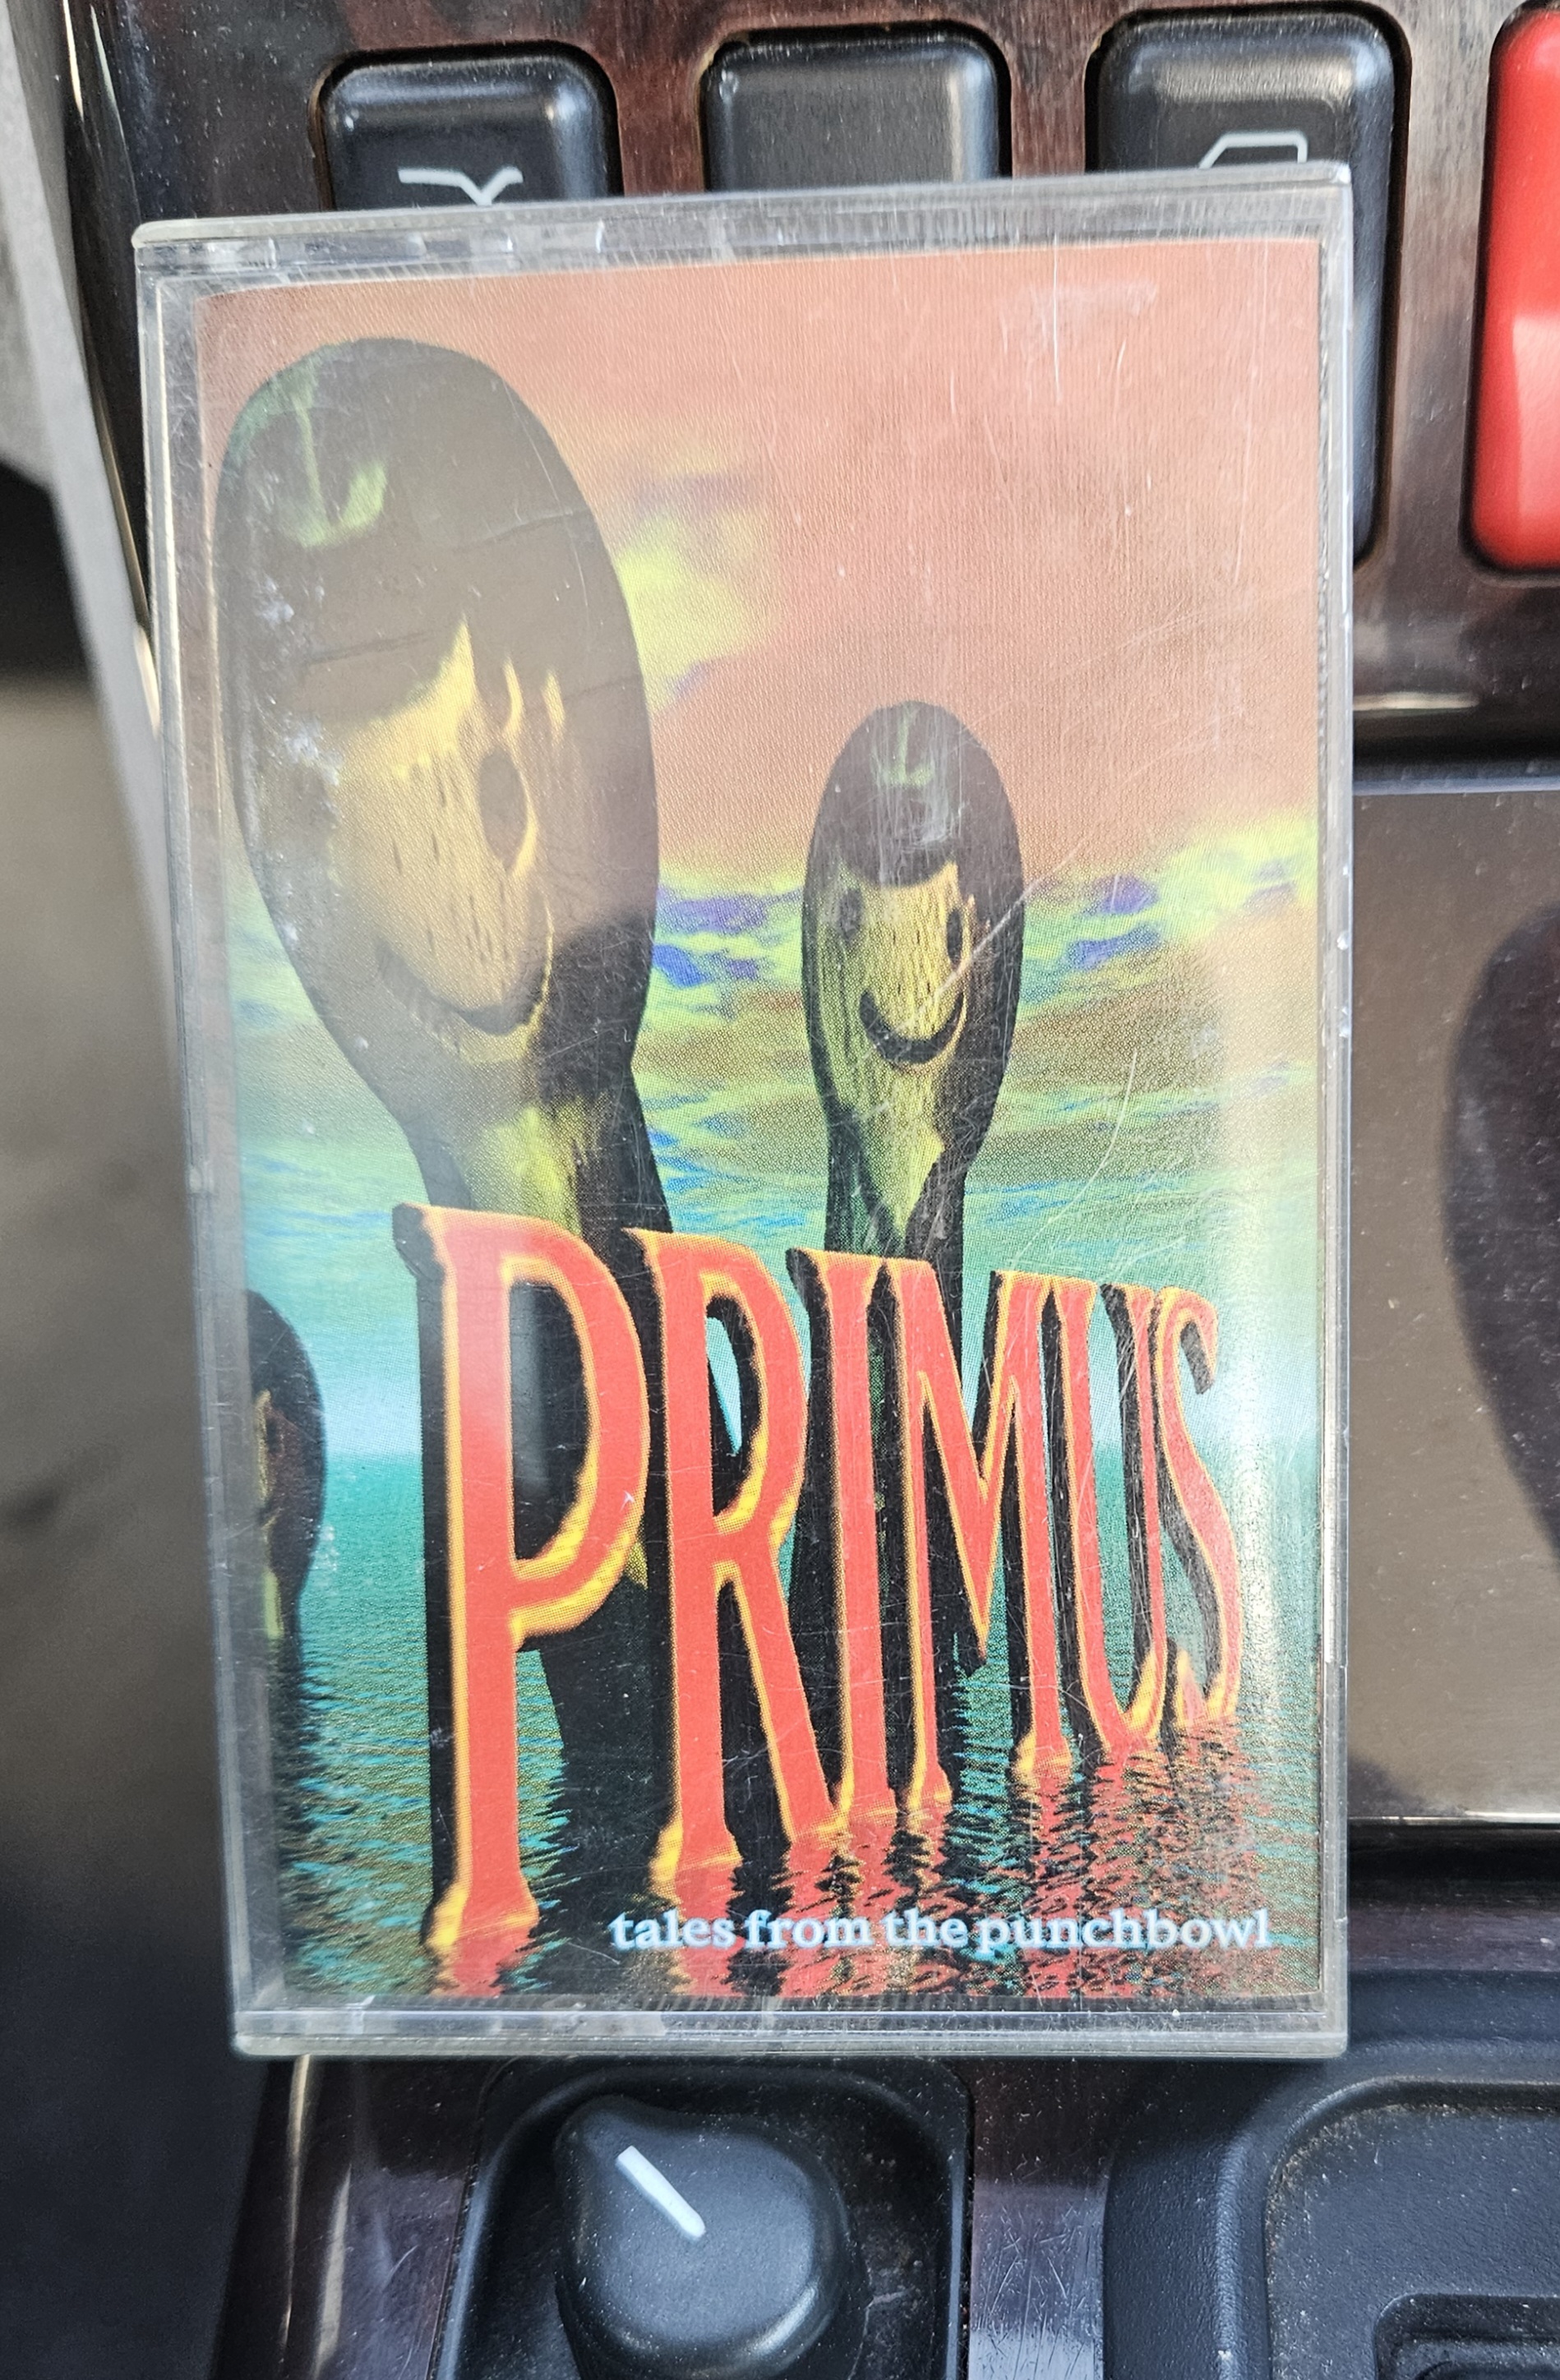 PRIMUS
tales from the punchbowl